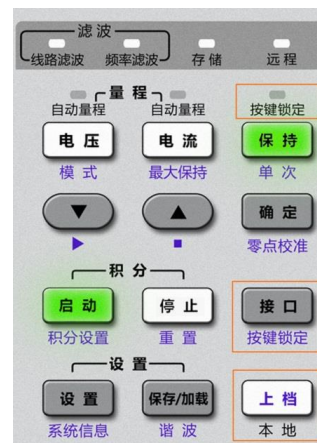 滤 波
线路滤波 频率滤波 存 储 远 程
量 程
自动量程 自动量程 按键锁定
电 压 电 流 保 持
模 式 最大保持 单 次
确 定
零点校准
积 分
启 动 停 止 接 口
积分设置 重 置 按键锁定
设 置
设 置 保存/加载 上 档
系统信息 谐 波 本 地